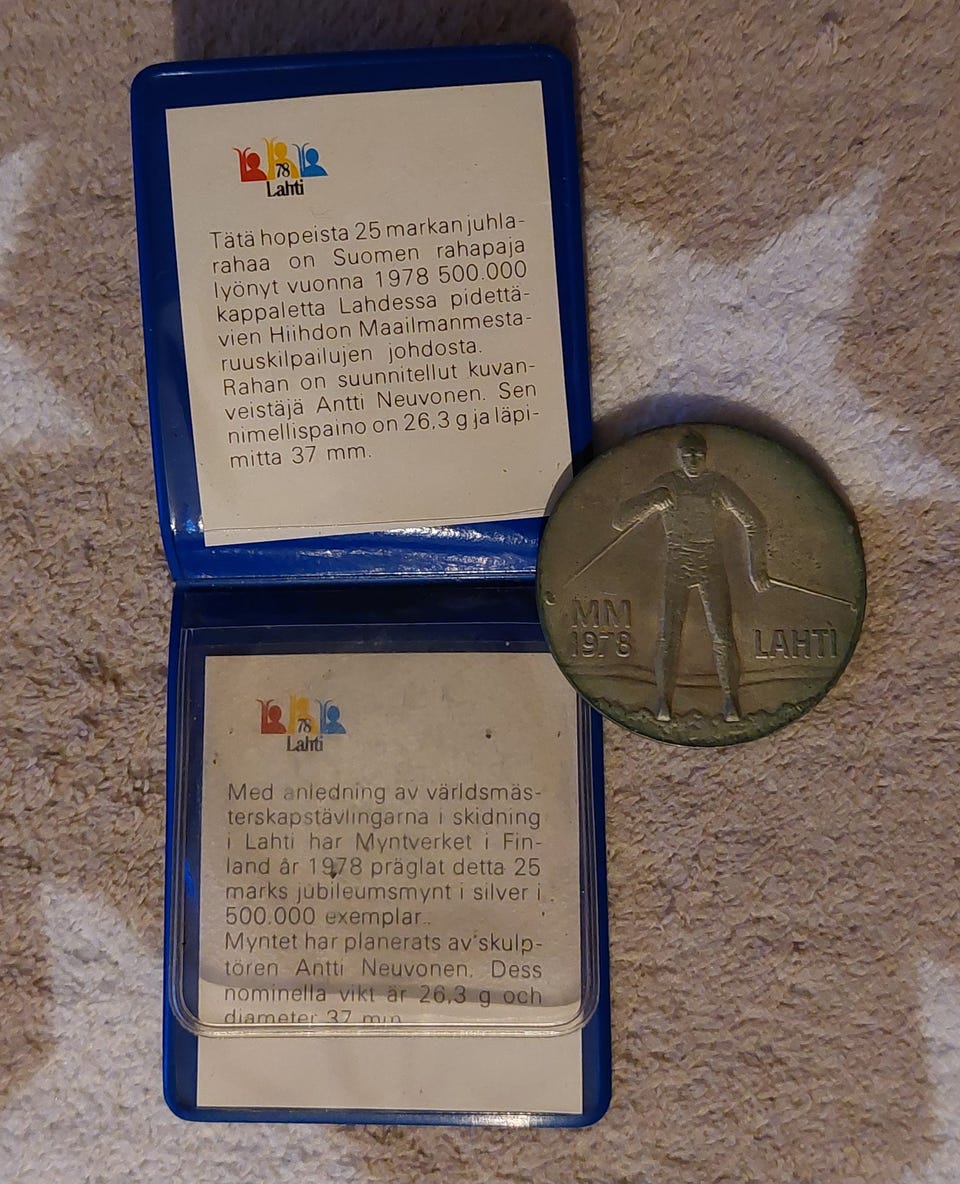 78
Lahti
Tätä hopeista 25 markan juhla-
rahaa on Suomen rahapaja
lyönyt vuonna 1978 500.000
kappaletta Lahdessa pidettä-
vien Hiihdon Maailmanmesta-
ruuskilpailujen johdosta.
Rahan on suunnitellut kuvan-
veistäjä Antti Neuvonen. Sen
nimellispaino on 26,3 g ja läpi-
mitta 37 mm.
MM
1978
LAHTI
78
Lahti
Med anledning av världsmäs-
terskapstävlingarna i skidning
i Lahti har Myntverket i Fin-
land år 1978 präglat detta 25
marks jubileumsmynt i silver i
500.000 exemplar.
Myntet har planerats av skulp-
tören Antti Neuvonen. Dess
nominella vikt är 26,3 g och
diameter 37 mm